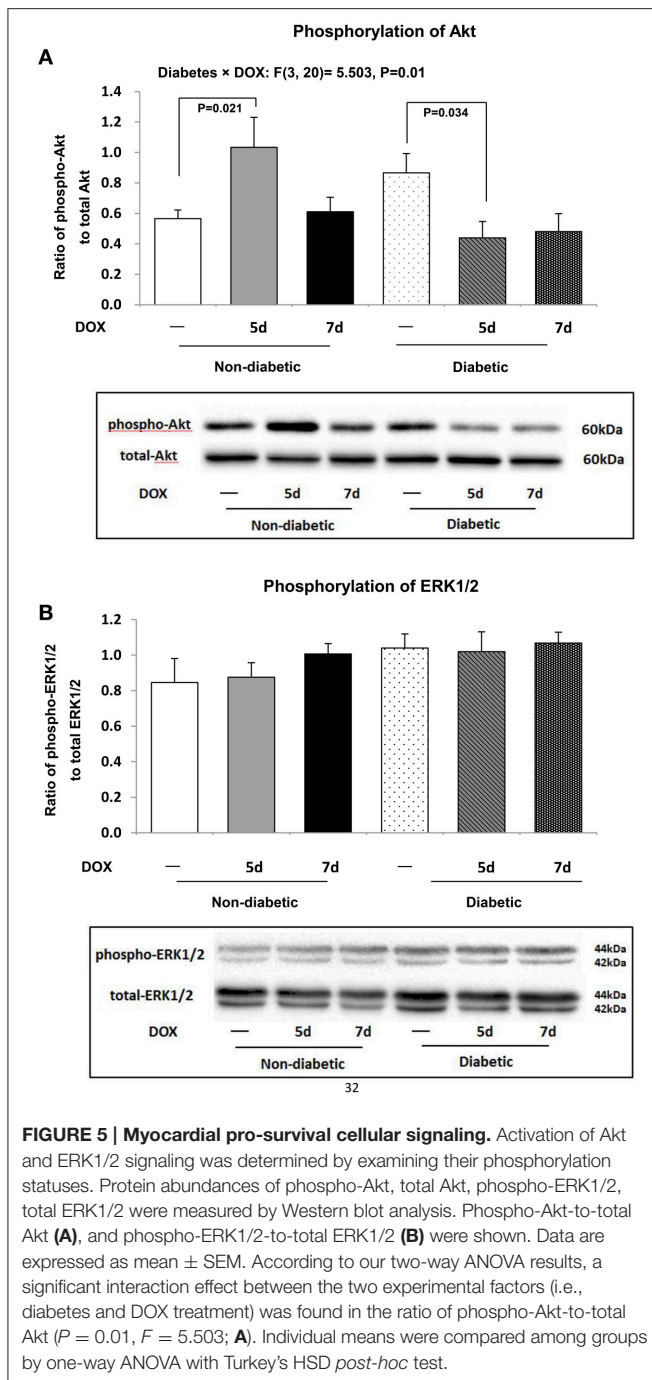 Phosphorylation of Akt
A
Diabetes × DOX: F(3, 20)= 5.503, P=0.01
1.4
1.2
1.0
0.8
0.6
0.4
0.2
0.0
Ratio of phospho-Akt
to total Akt
P=0.021
P=0.034
DOX — 5d 7d — 5d 7d
Non-diabetic Diabetic
phospho-Akt 60kDa
total-Akt 60kDa
DOX — 5d 7d — 5d 7d
Non-diabetic Diabetic
Phosphorylation of ERK1/2
B
1.2
1.0
0.8
0.6
0.4
0.2
0.0
Ratio of phospho-ERK1/2
to total ERK1/2
DOX — 5d 7d — 5d 7d
Non-diabetic Diabetic
phospho-ERK1/2 44kDa
42kDa
total-ERK1/2 44kDa
42kDa
DOX — 5d 7d — 5d 7d
Non-diabetic Diabetic
32
FIGURE 5 | Myocardial pro-survival cellular signaling. Activation of Akt
and ERK1/2 signaling was determined by examining their phosphorylation
statuses. Protein abundances of phospho-Akt, total Akt, phospho-ERK1/2,
total ERK1/2 were measured by Western blot analysis. Phospho-Akt-to-total
Akt (A), and phospho-ERK1/2-to-total ERK1/2 (B) were shown. Data are
expressed as mean ± SEM. According to our two-way ANOVA results, a
significant interaction effect between the two experimental factors (i.e.,
diabetes and DOX treatment) was found in the ratio of phospho-Akt-to-total
Akt (P = 0.01, F = 5.503; A). Individual means were compared among groups
by one-way ANOVA with Turkey's HSD post-hoc test.